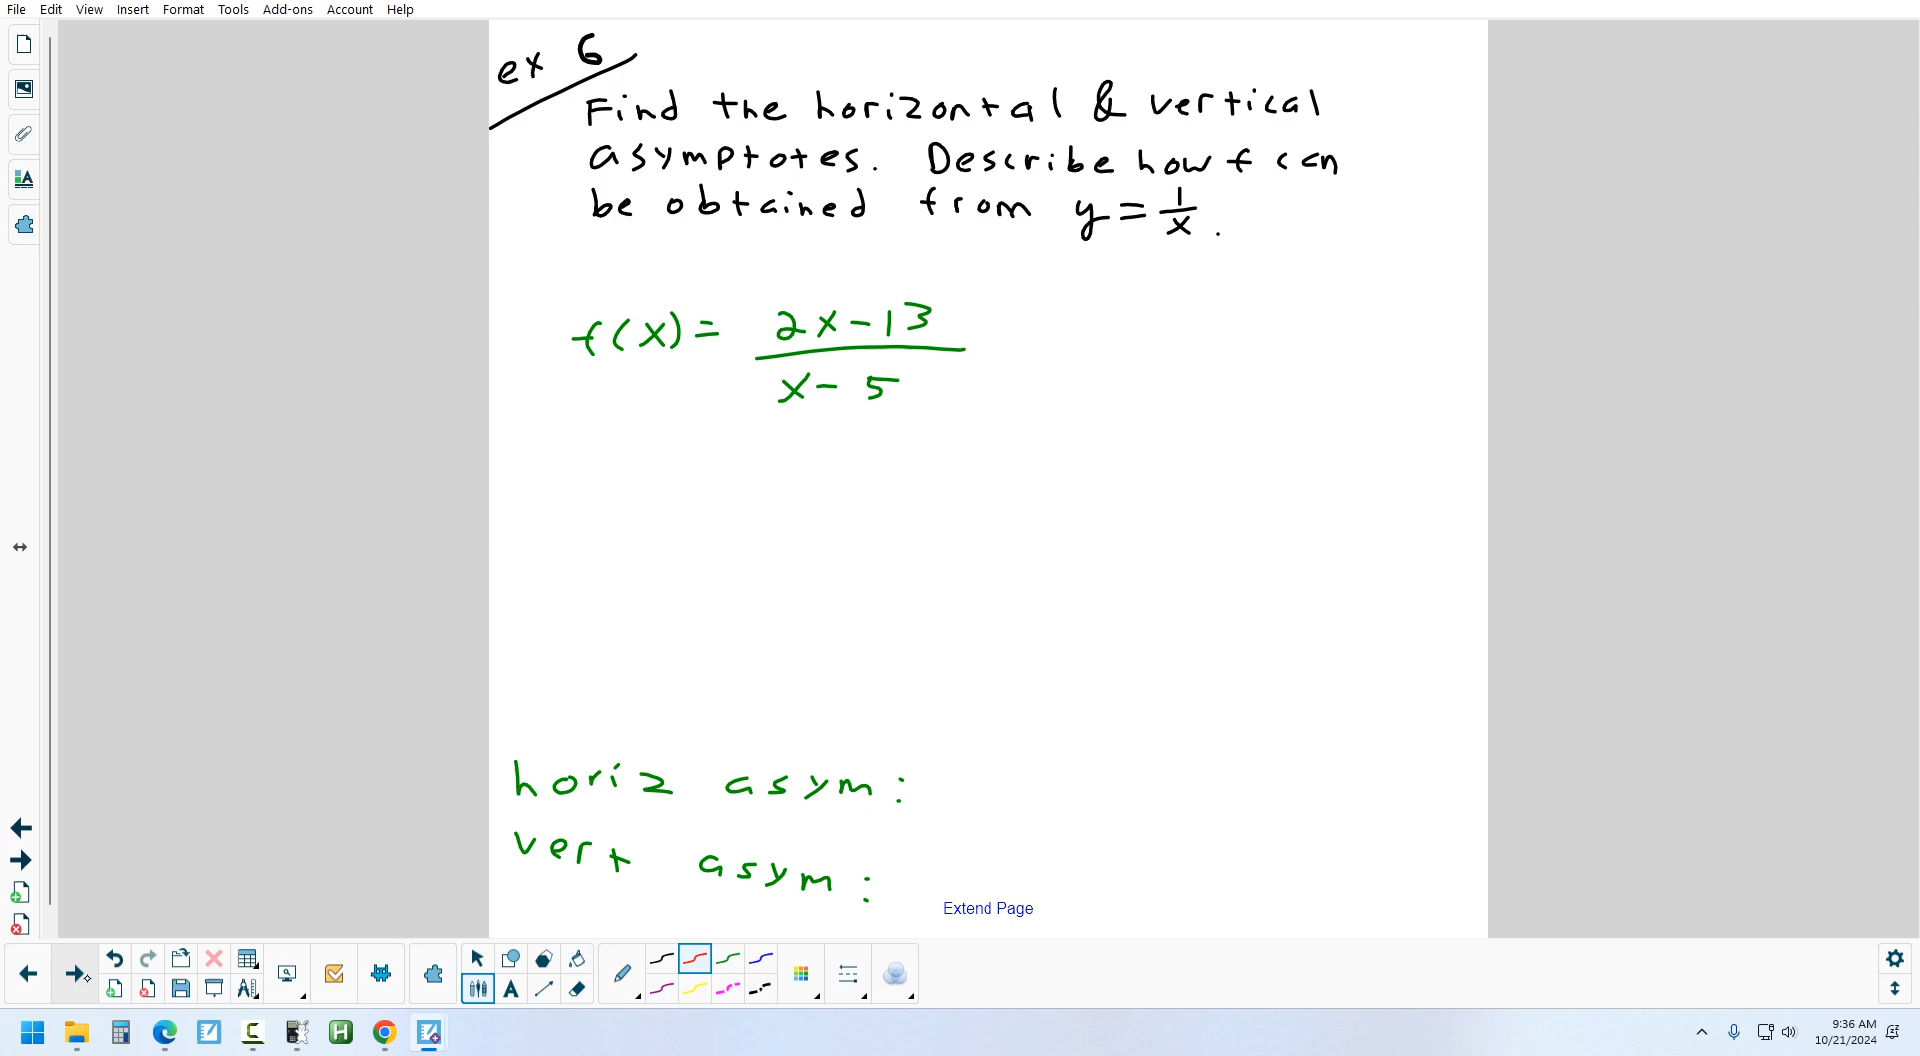 File Edit View Insert Format Tools Add-ons Account Help
ex 6
Find the horizontal & vertical
asymptotes. Describe how f can
be obtained from y = 1/x .
f(x) = (2x-13)/(x-5)
horiz asym:
vert asym:
Extend Page
9:36 AM
10/21/2024